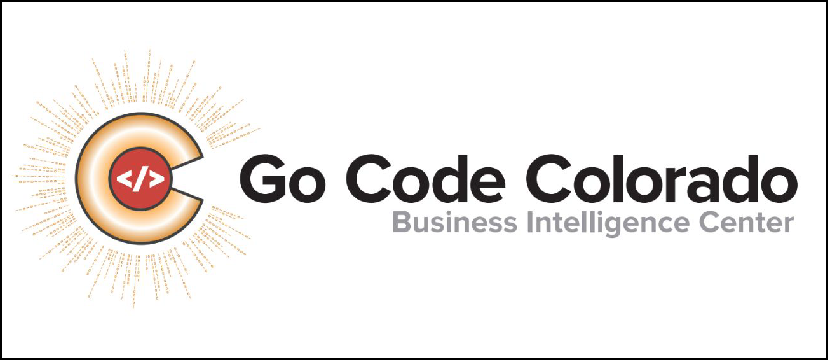 </>
Go Code Colorado
Business Intelligence Center